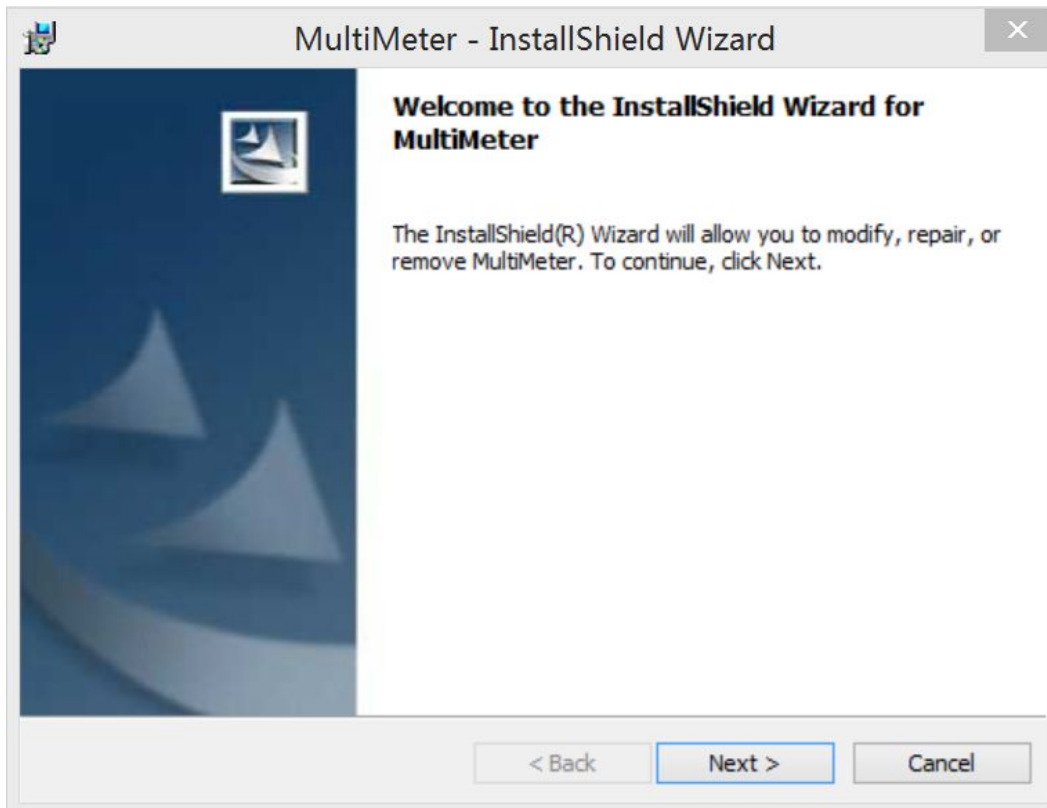 MultiMeter - InstallShield Wizard
Welcome to the InstallShield Wizard for
MultiMeter
The InstallShield(R) Wizard will allow you to modify, repair, or
remove MultiMeter. To continue, click Next.
< Back
Next >
Cancel